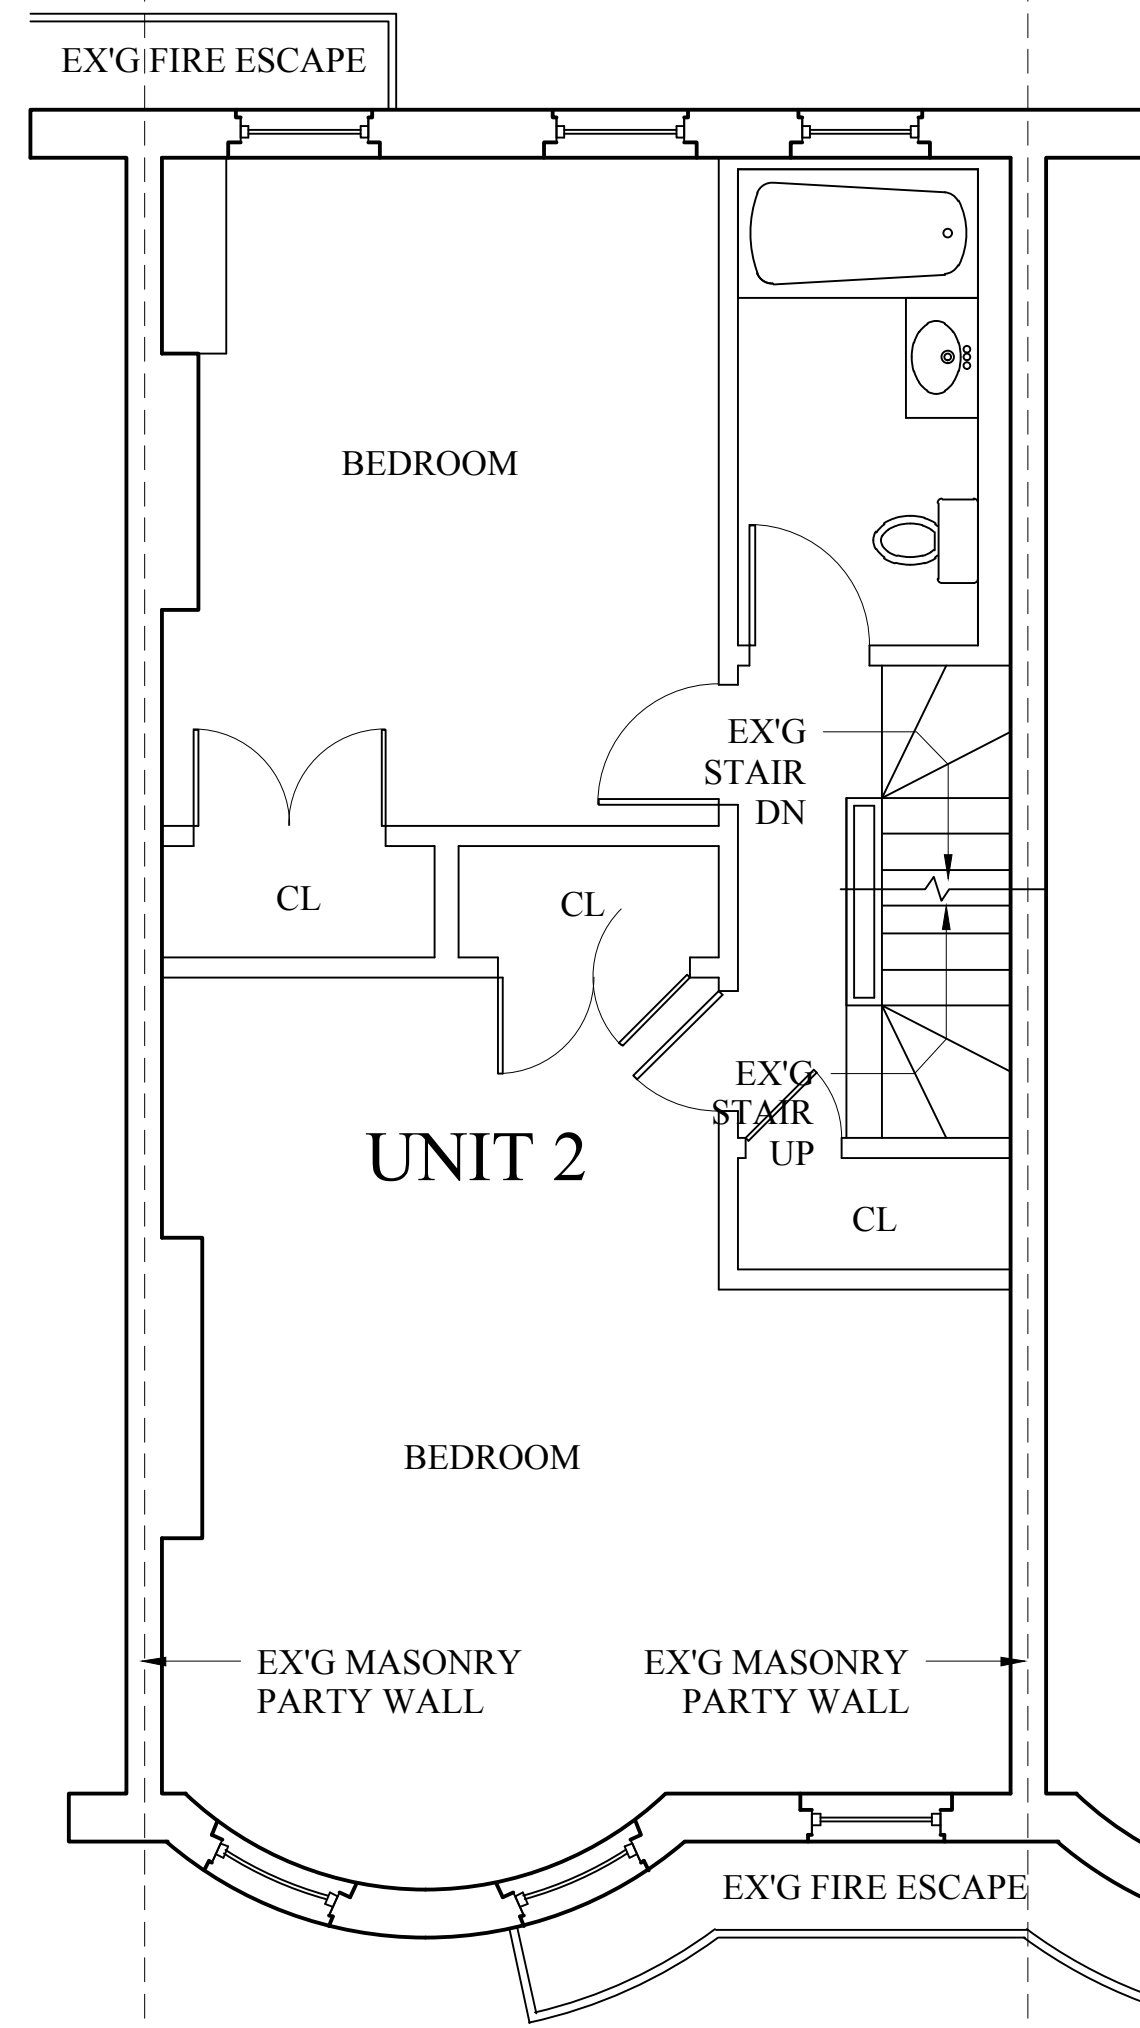 EX'G FIRE ESCAPE
BEDROOM
EX'G
STAIR
DN
CL
CL
EX'G
STAIR
UP
UNIT 2
CL
BEDROOM
EX'G MASONRY
PARTY WALL
EX'G MASONRY
PARTY WALL
EX'G FIRE ESCAPE